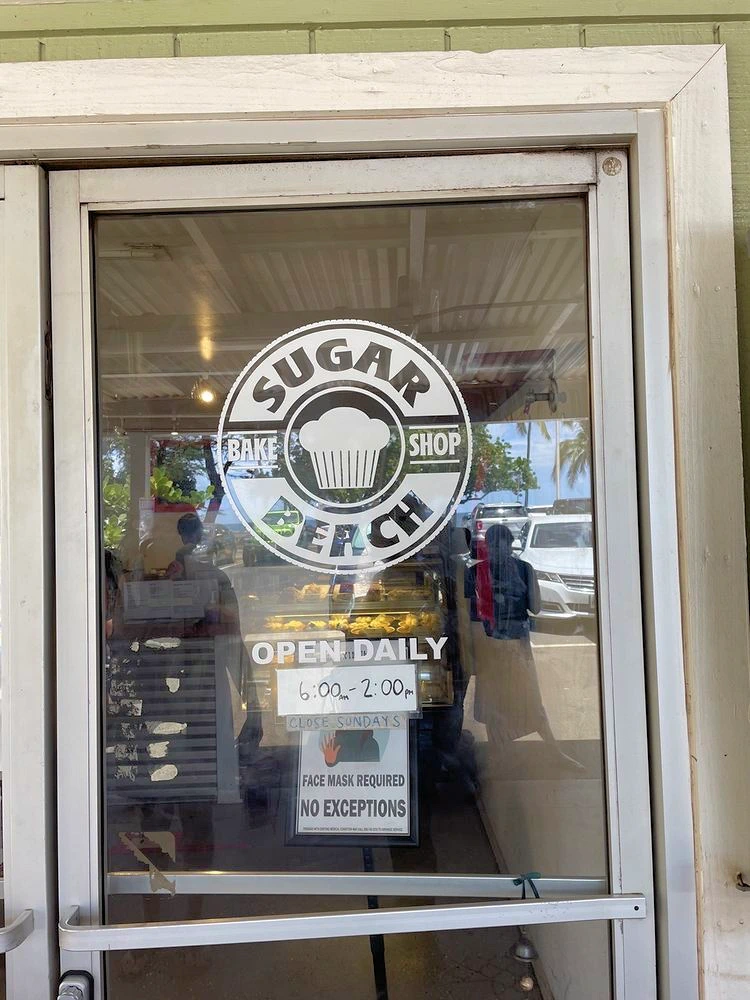 SUGAR
BAKE SHOP
BEACH
OPEN DAILY
6:00am - 2:00pm
CLOSE SUNDAYS
FACE MASK REQUIRED
NO EXCEPTIONS